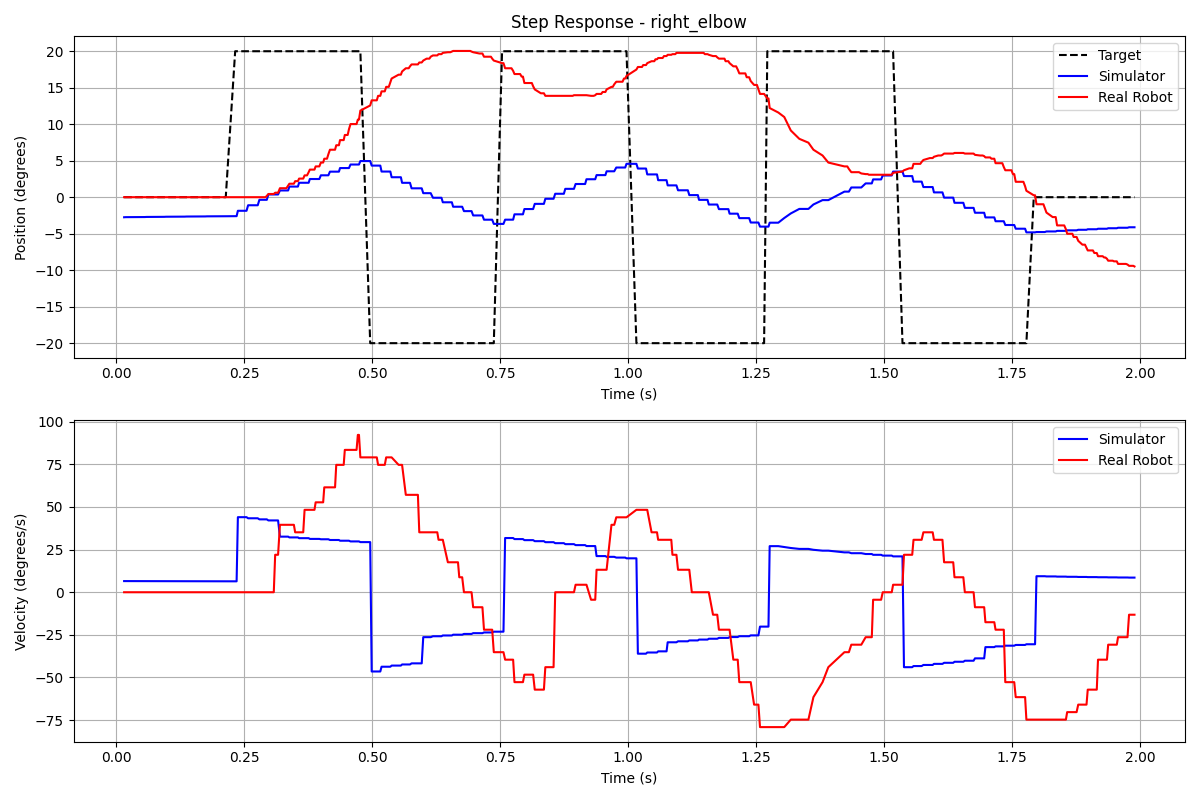 Step Response - right_elbow
Position (degrees)
20
15
10
5
0
−5
−10
−15
−20
Target
Simulator
Real Robot
0.00 0.25 0.50 0.75 1.00 1.25 1.50 1.75 2.00
Time (s)
Velocity (degrees/s)
100
75
50
25
0
−25
−50
−75
Simulator
Real Robot
0.00 0.25 0.50 0.75 1.00 1.25 1.50 1.75 2.00
Time (s)